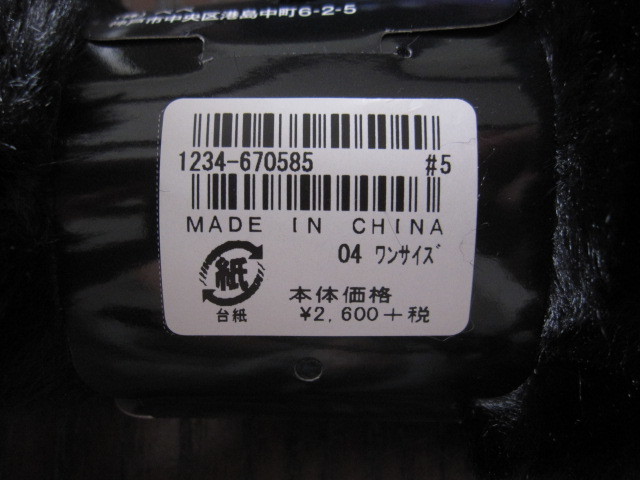 市中央区港島中町6-2-5
1234-670585 #5
MADE IN CHINA
04 ワンサイズ
紙
台紙
本体価格
¥2,600+税